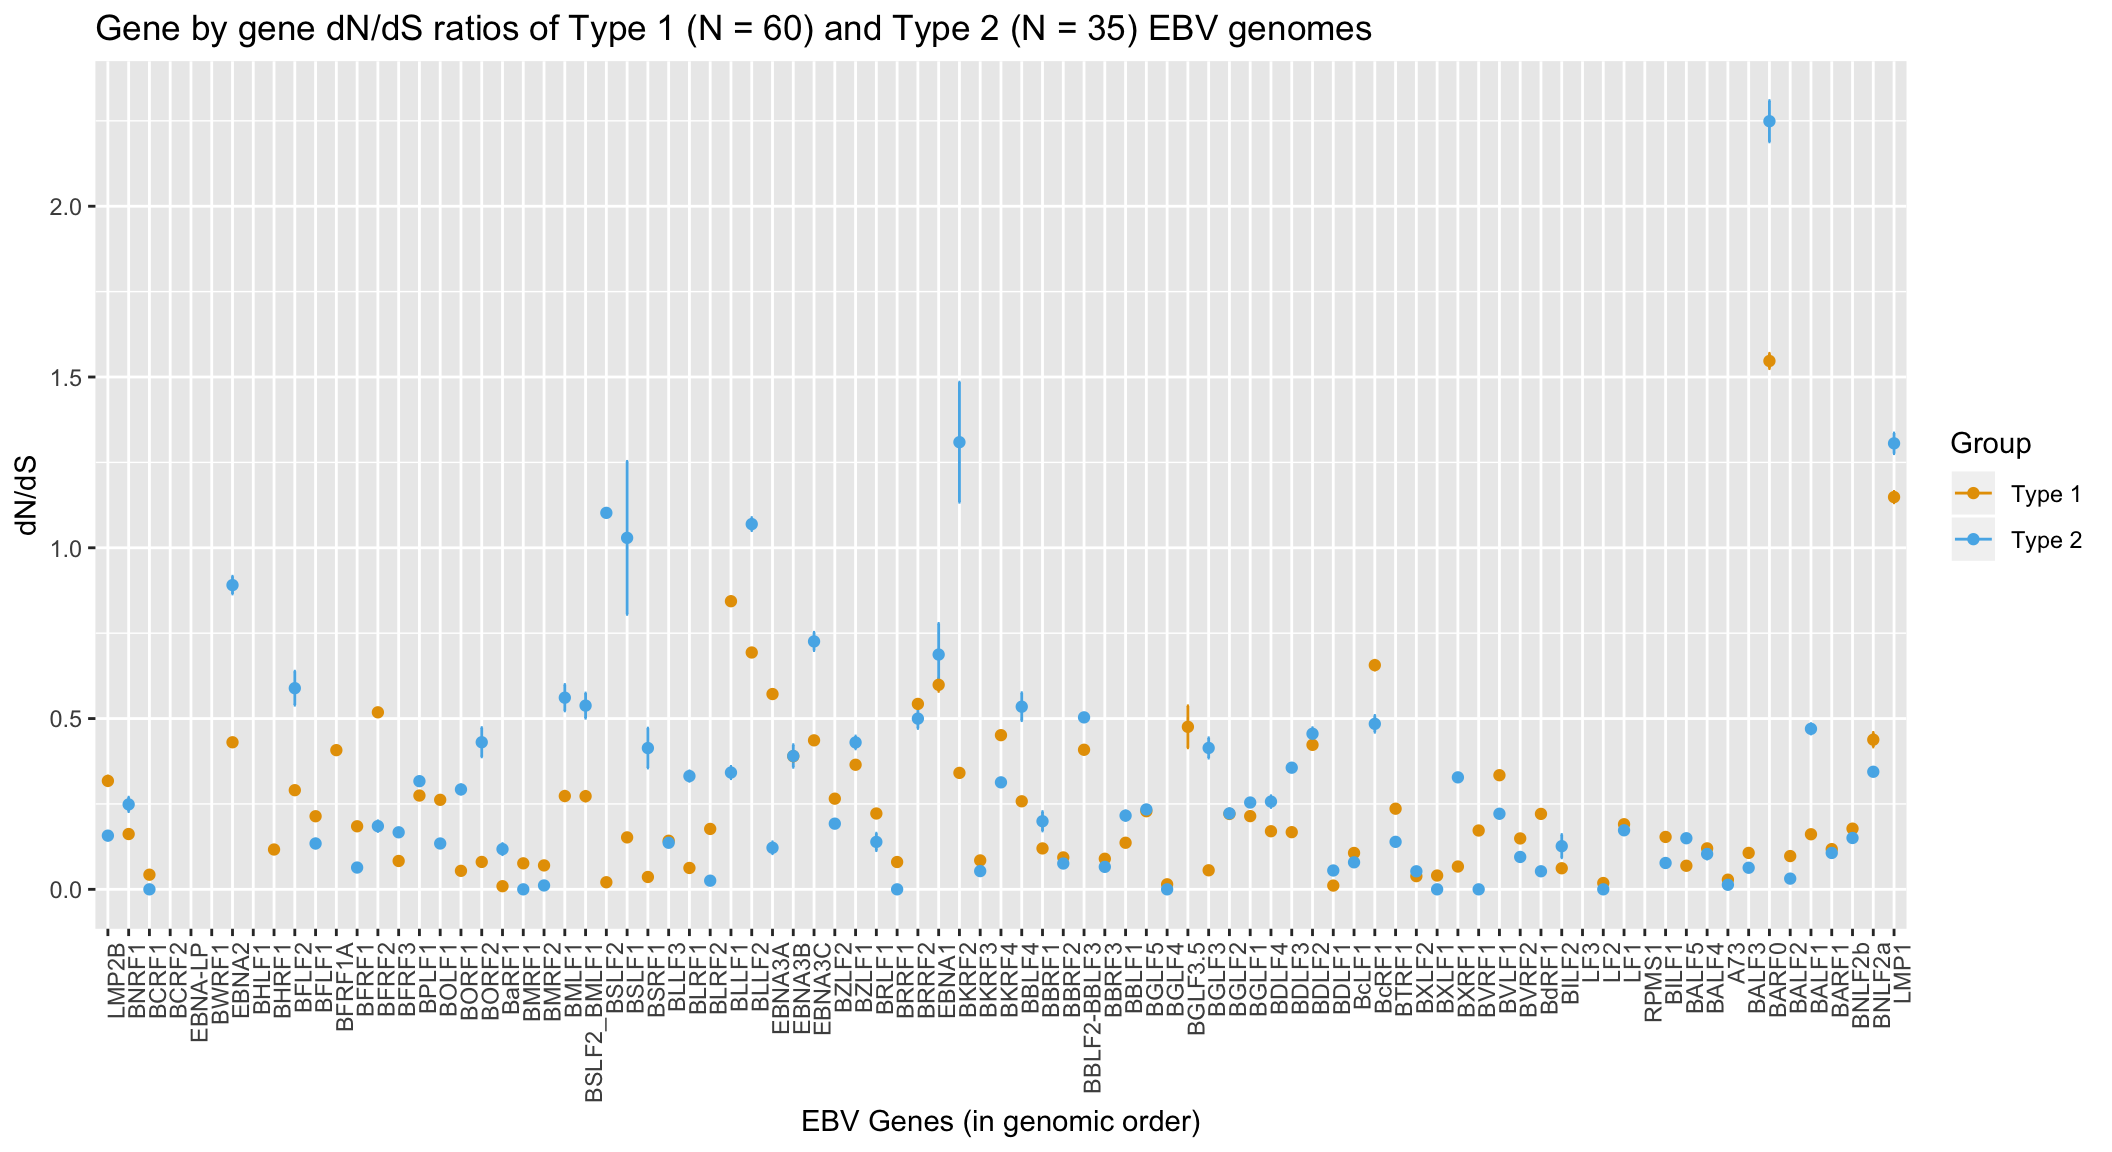 Gene by gene dN/dS ratios of Type 1 (N = 60) and Type 2 (N = 35) EBV genomes
dN/dS
2.0
1.5
1.0
0.5
0.0
LMP2B
BNRF1
BCRF1
BCRF2
EBNA-LP
BWRF1
EBNA2
BHLF1
BHRF1
BFLF2
BFLF1
BFRF1A
BFRF1
BFRF2
BFRF3
BPLF1
BOLF1
BORF1
BORF2
BaRF1
BMRF1
BMRF2
BMLF1
BSLF2_BMLF1
BSLF2
BSLF1
BSRF1
BLLF3
BLRF1
BLRF2
BLLF1
BLLF2
EBNA3A
EBNA3B
EBNA3C
BZLF2
BZLF1
BRLF1
BRRF1
BRRF2
EBNA1
BKRF2
BKRF3
BKRF4
BBLF4
BBRF1
BBRF2
BBLF2-BBLF3
BBRF3
BBLF1
BGLF5
BGLF4
BGLF3.5
BGLF3
BGLF2
BGLF1
BDLF4
BDLF3
BDLF2
BDLF1
BcLF1
BcRF1
BTRF1
BXLF2
BXLF1
BXRF1
BVRF1
BVLF1
BVRF2
BdRF1
BILF2
LF3
LF2
LF1
RPMS1
BILF1
BALF5
BALF4
A73
BALF3
BARF0
BALF2
BALF1
BARF1
BNLF2b
BNLF2a
LMP1
EBV Genes (in genomic order)
Group
Type 1
Type 2